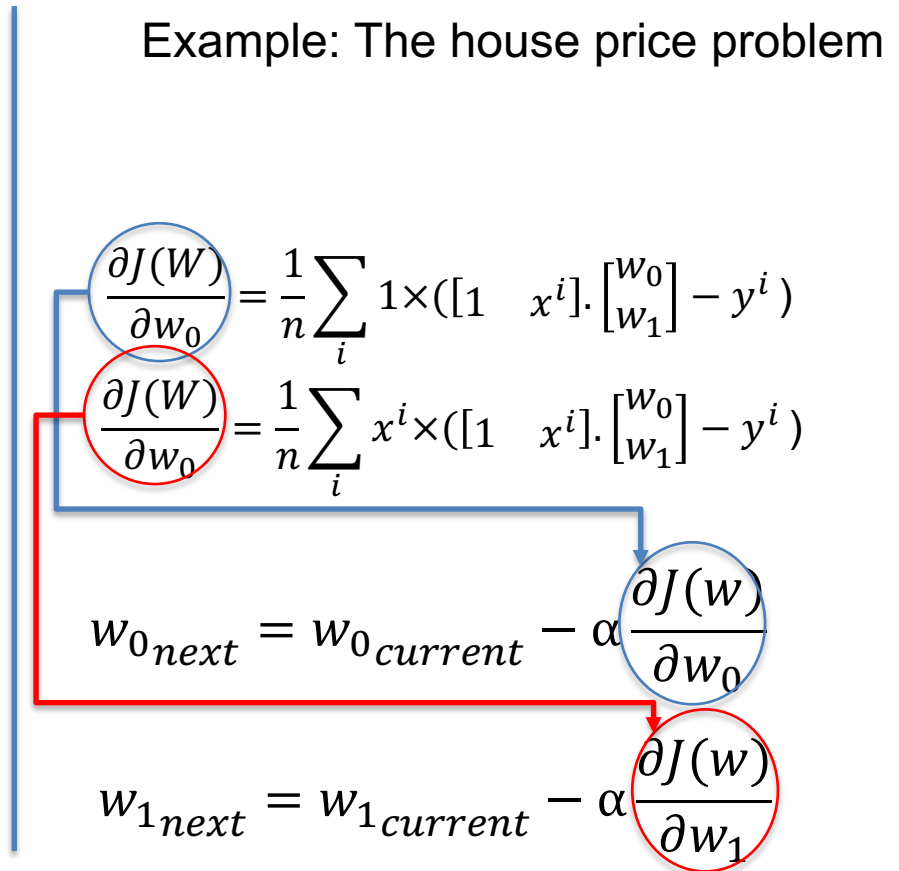 Example: The house price problem
∂J(W)/∂w₀ = 1/n ∑ᵢ 1×([1 xⁱ].[w₀ w₁] − yⁱ )
∂J(W)/∂w₀ = 1/n ∑ᵢ xⁱ×([1 xⁱ].[w₀ w₁] − yⁱ )
w₀next = w₀current − α ∂J(w)/∂w₀
w₁next = w₁current − α ∂J(w)/∂w₁